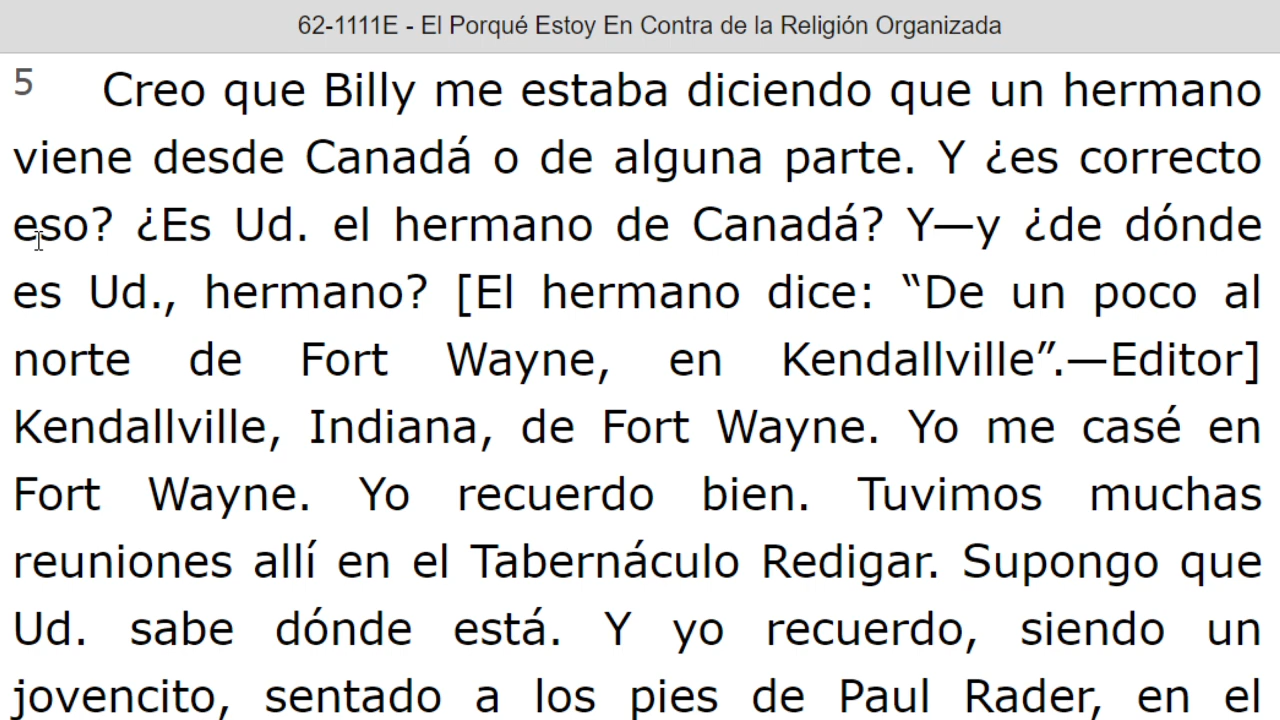 62-1111E - El Porqué Estoy En Contra de la Religión Organizada
5 Creo que Billy me estaba diciendo que un hermano
viene desde Canadá o de alguna parte. Y ¿es correcto
eso? ¿Es Ud. el hermano de Canadá? Y—y ¿de dónde
es Ud., hermano? [El hermano dice: “De un poco al
norte de Fort Wayne, en Kendallville”.—Editor]
Kendallville, Indiana, de Fort Wayne. Yo me casé en
Fort Wayne. Yo recuerdo bien. Tuvimos muchas
reuniones allí en el Tabernáculo Redigar. Supongo que
Ud. sabe dónde está. Y yo recuerdo, siendo un
jovencito, sentado a los pies de Paul Rader, en el